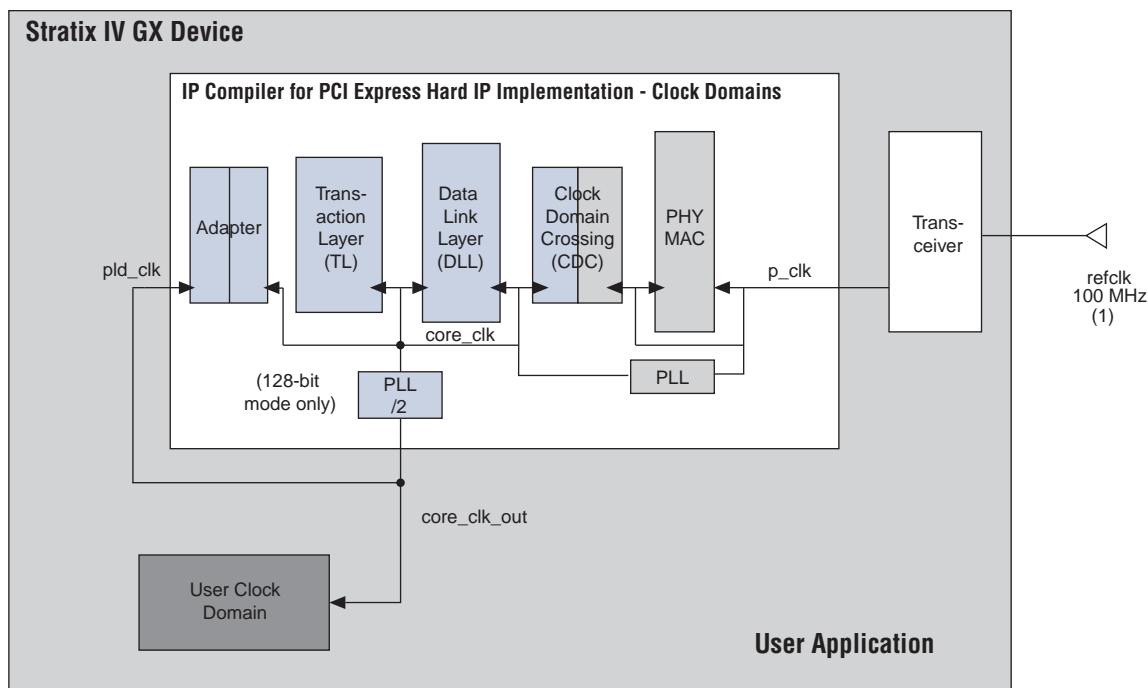 Stratix IV GX Device
IP Compiler for PCI Express Hard IP Implementation - Clock Domains
Adapter
Trans-
action
Layer
(TL)
Data
Link
Layer
(DLL)
Clock
Domain
Crossing
(CDC)
PHY
MAC
Trans-
ceiver
pld_clk
p_clk
refclk
100 MHz
(1)
core_clk
(128-bit
mode only)
PLL
/2
PLL
core_clk_out
User Clock
Domain
User Application